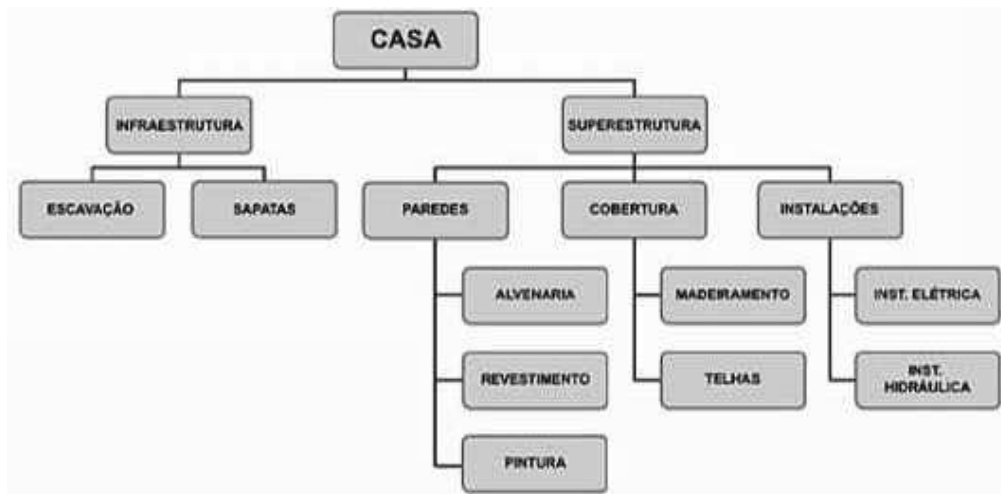 CASA
INFRAESTRUTURA
SUPERESTRUTURA
ESCAVAÇÃO
SAPATAS
PAREDES
COBERTURA
INSTALAÇÕES
ALVENARIA
MADEIRAMENTO
INST. ELÉTRICA
REVESTIMENTO
TELHAS
INST.
HIDRÁULICA
PINTURA